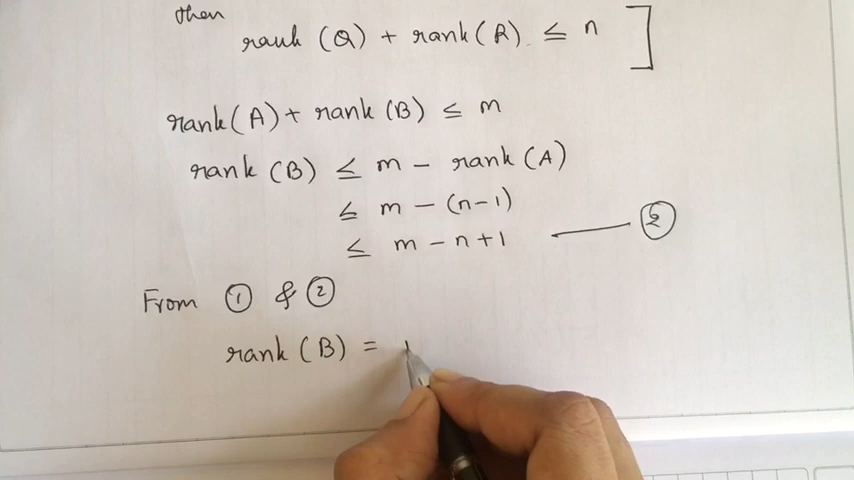 then
rank (Q) + rank (R) ≤ n ]
rank (A) + rank (B) ≤ m
rank (B) ≤ m - rank (A)
≤ m - (n-1)
≤ m - n + 1 —— ②
From ① & ②
rank (B) =